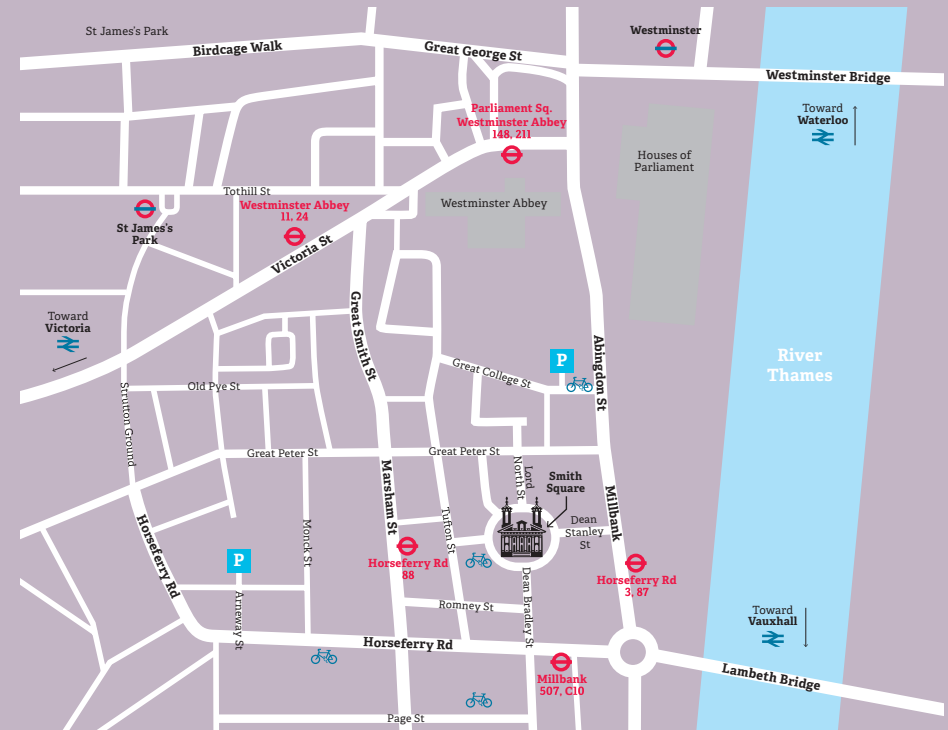 St James's Park
Birdcage Walk
Great George St
Westminster
Westminster Bridge
Parliament Sq.
Westminster Abbey
148, 211
Toward
Waterloo
Houses of
Parliament
Tothill St
Westminster Abbey
11, 24
Westminster Abbey
St James's
Park
Victoria St
Toward
Victoria
Great Smith St
Abingdon St
P
River
Thames
Great College St
Strutton Ground
Old Pye St
Great Peter St
Great Peter St
Lord
North St
Smith
Square
Marsham St
Millbank
Horseferry Rd
Monck St
Tufton St
Dean
Stanley
St
P
Horseferry Rd
88
Horseferry Rd
3, 87
Arneway St
Romney St
Dean Bradley St
Toward
Vauxhall
Horseferry Rd
Lambeth Bridge
Millbank
507, C10
Page St